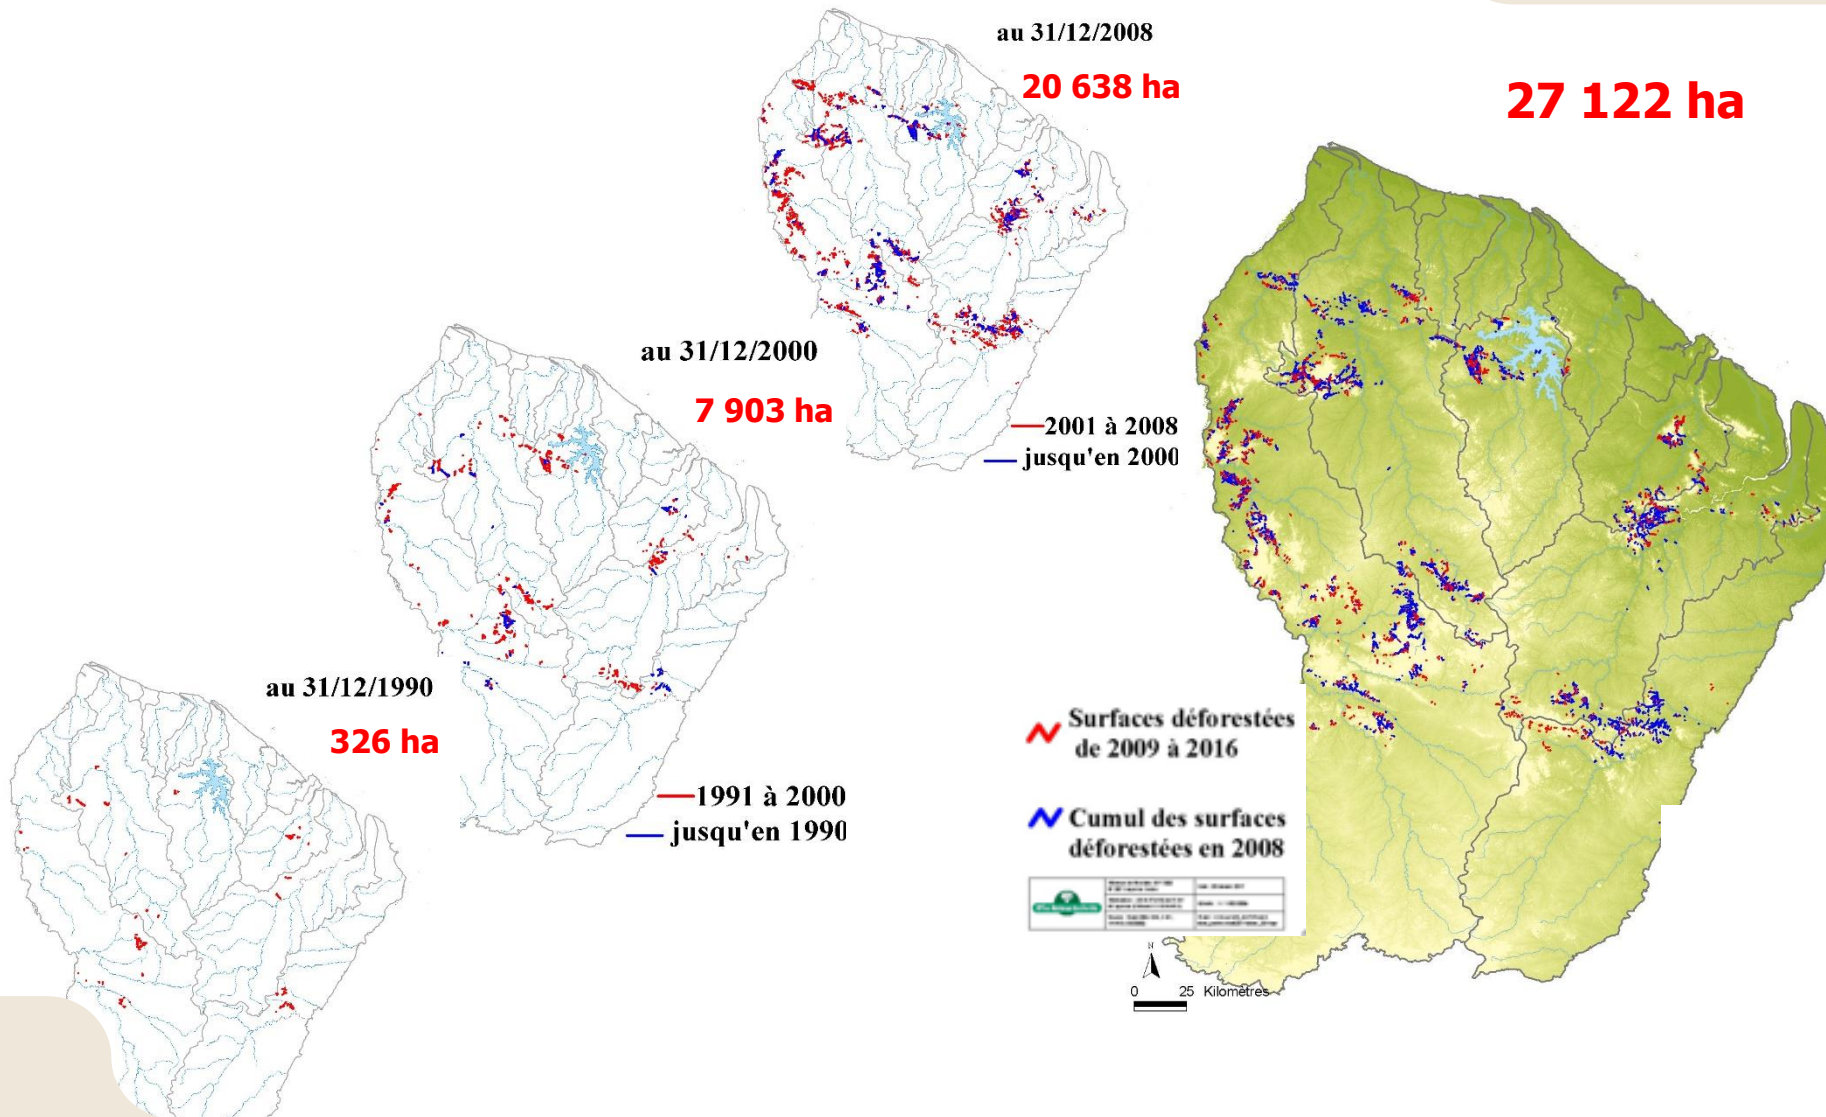 au 31/12/2008
20 638 ha
27 122 ha
au 31/12/2000
7 903 ha
2001 à 2008
jusqu'en 2000
au 31/12/1990
326 ha
1991 à 2000
jusqu'en 1990
Surfaces déforestées
de 2009 à 2016
Cumul des surfaces
déforestées en 2008
N
0 25 Kilomètres